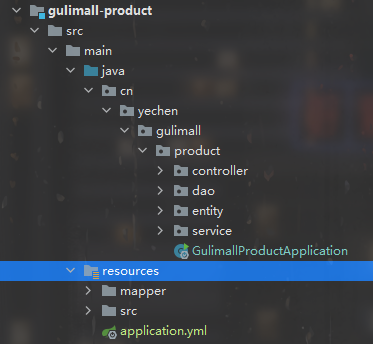 gulimall-product
src
main
java
cn
yechen
gulimall
product
controller
dao
entity
service
GulimallProductApplication
resources
mapper
src
application.yml